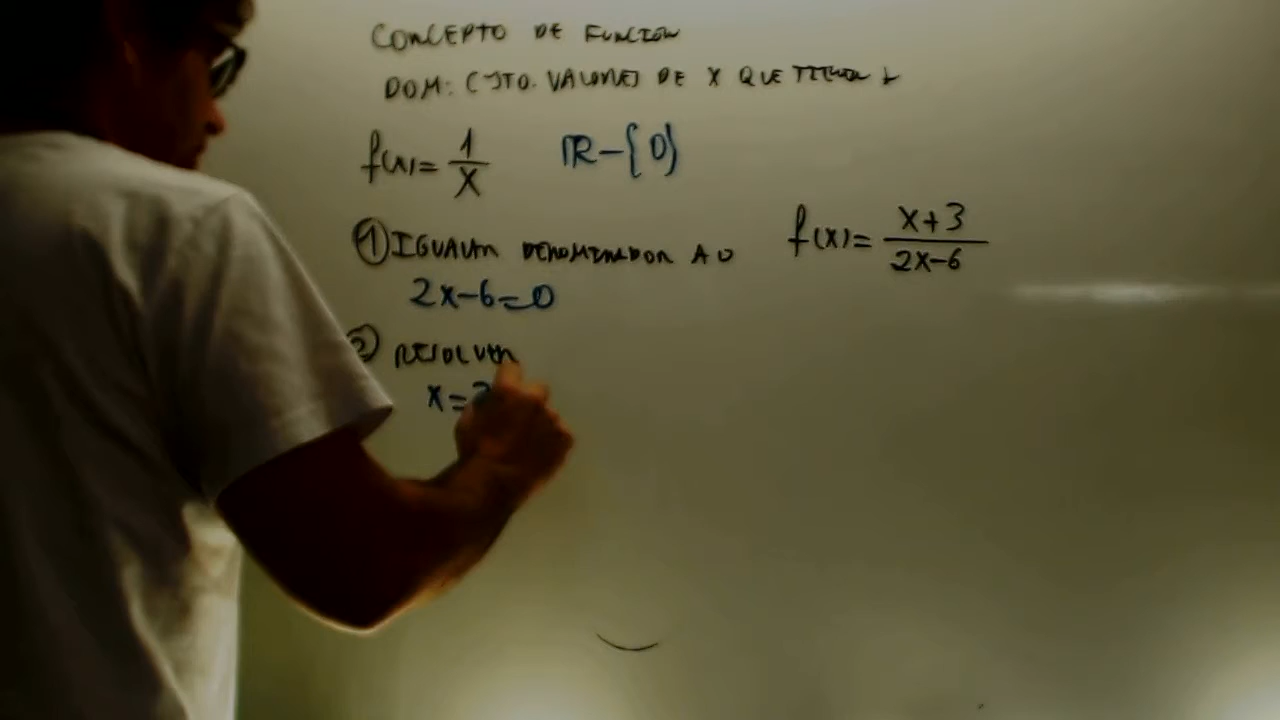 CONCEPTO DE FUNCION
DOM: CJTO. VALORES DE X QUE TIENEN
f(x)= 1/X ℝ-{0}
① IGUALAR DENOMINADOR A 0
f(x)= X+3/2X-6
2X-6=0
② RESOLVER
X=3